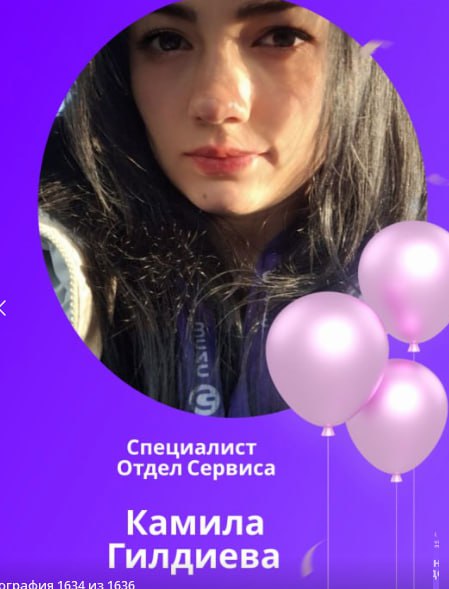 Специалист
Отдел Сервиса
Камила
Гилдиева
ография 1634 из 1636